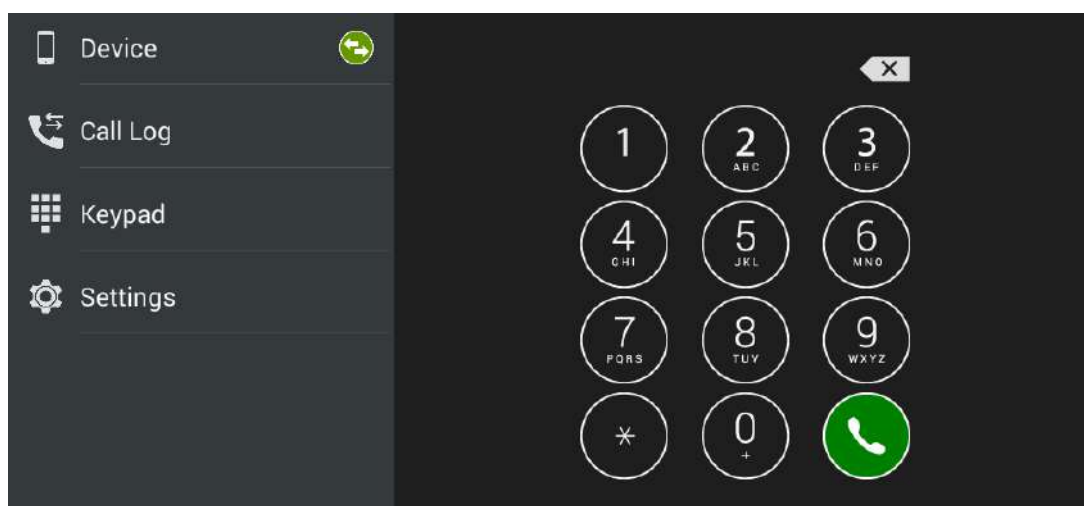 Device
Call Log
Keypad
Settings
1
2
ABC
3
DEF
4
GHI
5
JKL
6
MNO
7
PQRS
8
TUV
9
WXYZ
*
0
+